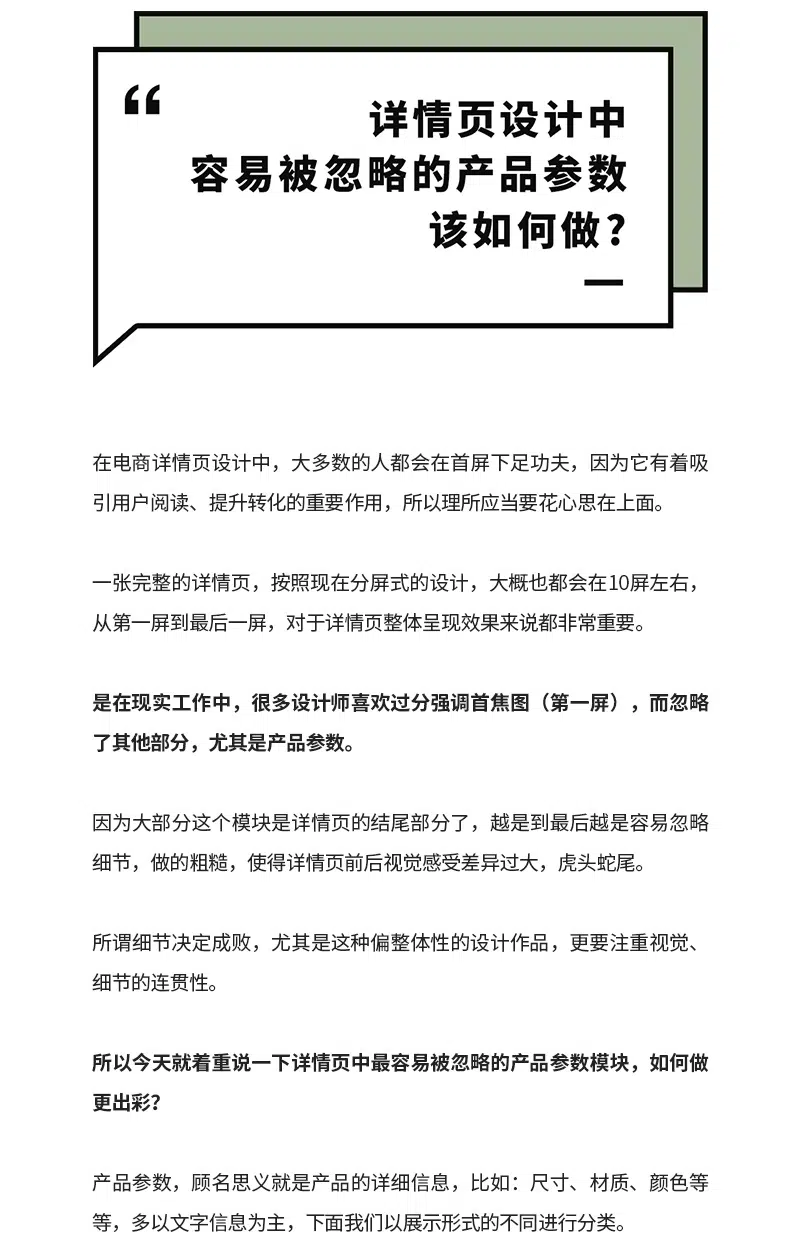 “
详情页设计中
容易被忽略的产品参数
该如何做?
在电商详情页设计中，大多数的人都会在首屏下足功夫，因为它有着吸
引用户阅读、提升转化的重要作用，所以理所应当要花心思在上面。
一张完整的详情页，按照现在分屏式的设计，大概也都会在10屏左右，
从第一屏到最后一屏，对于详情页整体呈现效果来说都非常重要。
是在现实工作中，很多设计师喜欢过分强调首焦图（第一屏），而忽略
了其他部分，尤其是产品参数。
因为大部分这个模块是详情页的结尾部分了，越是到最后越是容易忽略
细节，做的粗糙，使得详情页前后视觉感受差异过大，虎头蛇尾。
所谓细节决定成败，尤其是这种偏整体性的设计作品，更要注重视觉、
细节的连贯性。
所以今天就着重说一下详情页中最容易被忽略的产品参数模块，如何做
更出彩？
产品参数，顾名思义就是产品的详细信息，比如：尺寸、材质、颜色等
等，多以文字信息为主，下面我们以展示形式的不同进行分类。